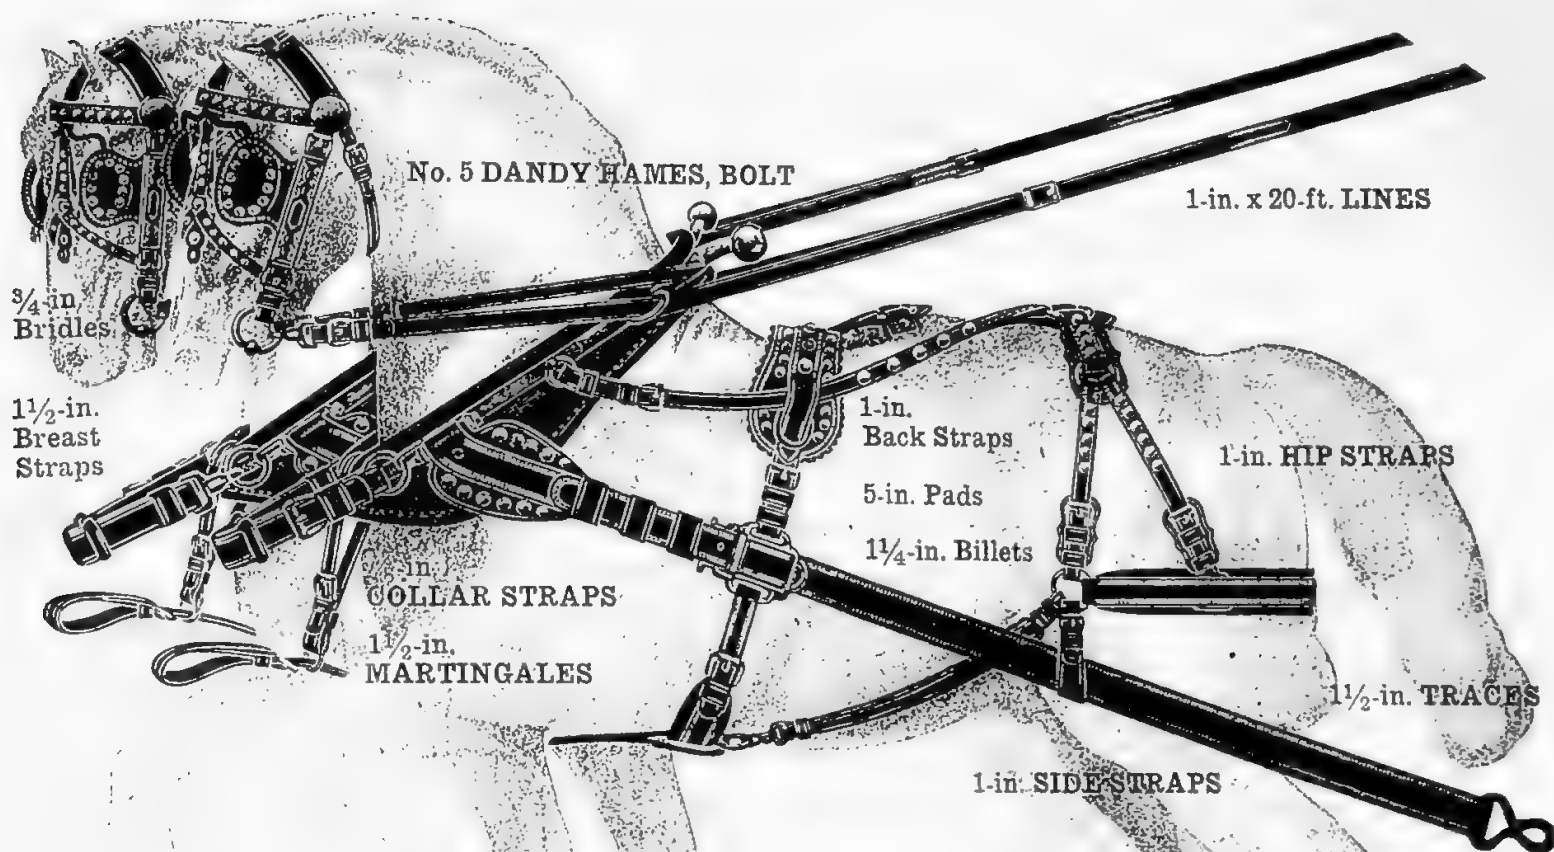 No. 5 DANDY HAMES, BOLT
1-in. x 20-ft. LINES
¾-in
Bridles
1½-in.
Breast
Straps
1-in.
Back Straps
1-in. HIP STRAPS
5-in. Pads
1¼-in. Billets
in.
COLLAR STRAPS
1½-in.
MARTINGALES
1½-in. TRACES
1-in. SIDE STRAPS